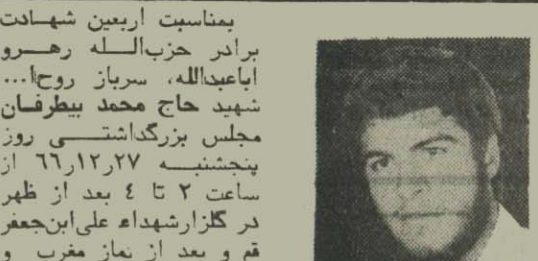 بمناسبت اربعین شهادت
برادر حزب‌الله رهرو
اباعبدالله، سرباز روح‌ا...
شهید حاج محمد بیطرفان
مجلس بزرگداشتی روز
پنجشنبه ۶۶٫۱۲٫۲۷ از
ساعت ۲ تا ٤ بعد از ظهر
در گلزارشهداء علی‌ابن‌جعفر
قم و بعد از نماز مغرب و